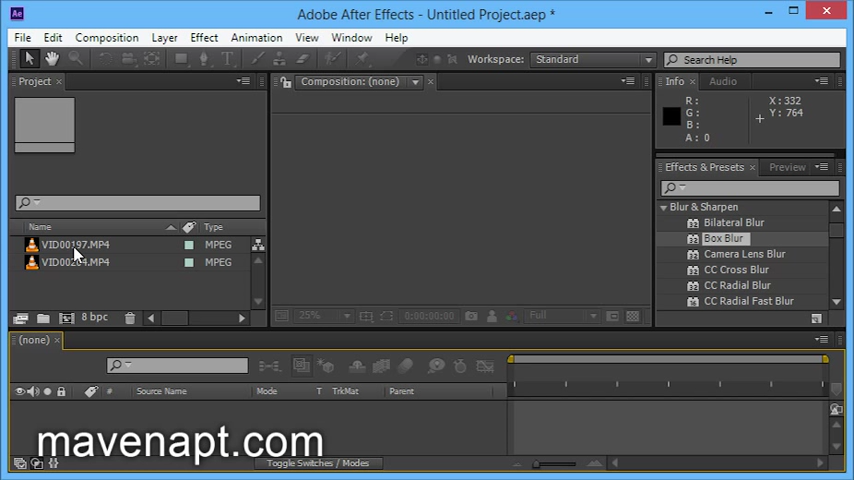 Ae Adobe After Effects - Untitled Project.aep *
File Edit Composition Layer Effect Animation View Window Help
Workspace: Standard Search Help
Project Composition: (none) Info Audio
R: X: 332
G: Y: 764
B:
A: 0
Effects & Presets Preview
Name Type
VID00197.MP4 MPEG
VID00204.MP4 MPEG
Blur & Sharpen
Bilateral Blur
Box Blur
Camera Lens Blur
CC Cross Blur
CC Radial Blur
CC Radial Fast Blur
8 bpc 25% 0:00:00:00 Full
(none)
# Source Name Mode T TrkMat Parent
mavenapt.com
Toggle Switches / Modes